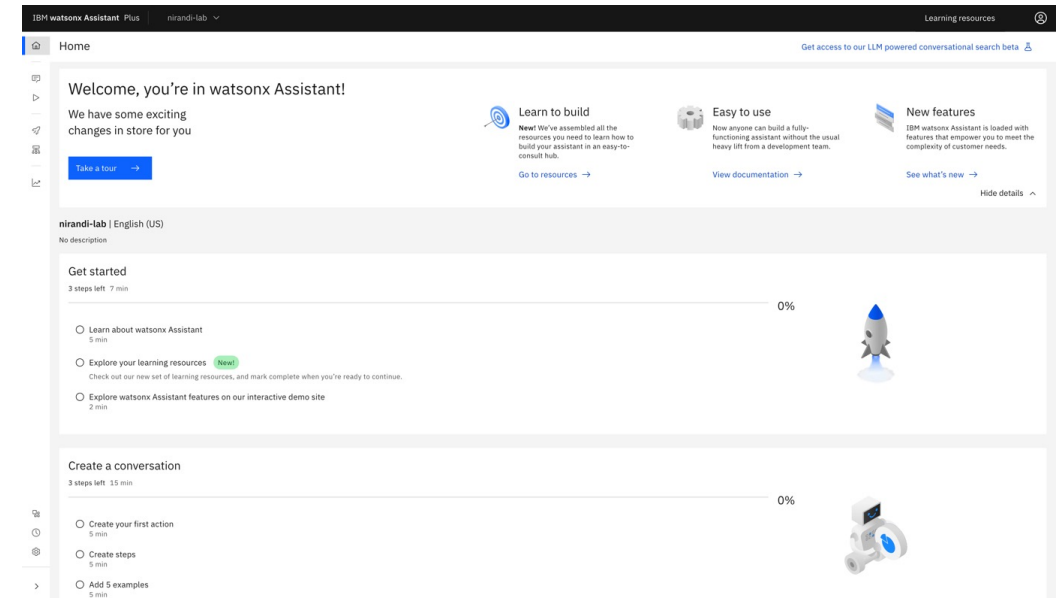 IBM watsonx Assistant Plus
nirandi-lab
Learning resources
Home
Get access to our LLM powered conversational search beta
Welcome, you're in watsonx Assistant!
We have some exciting
changes in store for you
Take a tour
Learn to build
New! We've assembled all the
resources you need to learn how to
build your assistant in an easy-to-
consult hub.
Go to resources
Easy to use
Now anyone can build a fully-
functioning assistant without the usual
heavy lift from a development team.
View documentation
New features
IBM watsonx Assistant is loaded with
features that empower you to meet the
complexity of customer needs.
See what's new
Hide details
nirandi-lab | English (US)
No description
Get started
3 steps left 7 min
0%
Learn about watsonx Assistant
5 min
Explore your learning resources New!
Check out our new set of learning resources, and mark complete when you're ready to continue.
Explore watsonx Assistant features on our interactive demo site
2 min
Create a conversation
3 steps left 15 min
0%
Create your first action
5 min
Create steps
5 min
Add 5 examples
5 min